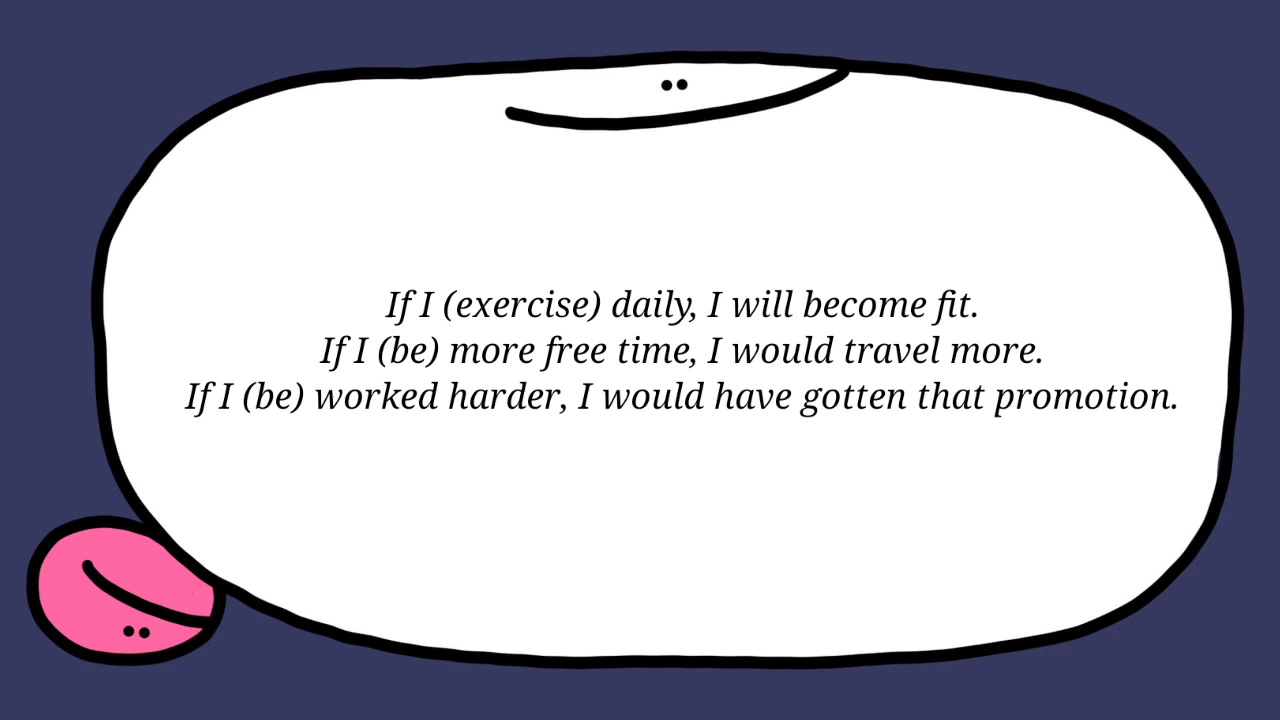 If I (exercise) daily, I will become fit.
If I (be) more free time, I would travel more.
If I (be) worked harder, I would have gotten that promotion.